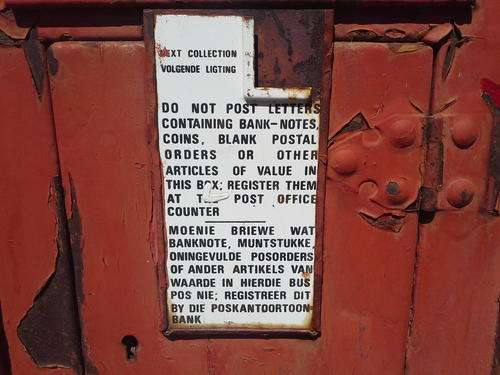 NEXT COLLECTION
VOLGENDE LIGTING
DO NOT POST LETTERS
CONTAINING BANK-NOTES,
COINS, BLANK POSTAL
ORDERS OR OTHER
ARTICLES OF VALUE IN
THIS BOX; REGISTER THEM
AT POST OFFICE
COUNTER
MOENIE BRIEWE WAT
BANKNOTE, MUNTSTUKKE,
ONINGEVULDE POSORDERS
OF ANDER ARTIKELS VAN
WAARDE IN HIERDIE BUS
POS NIE; REGISTREER DIT
BY DIE POSKANTOORTOON-
BANK